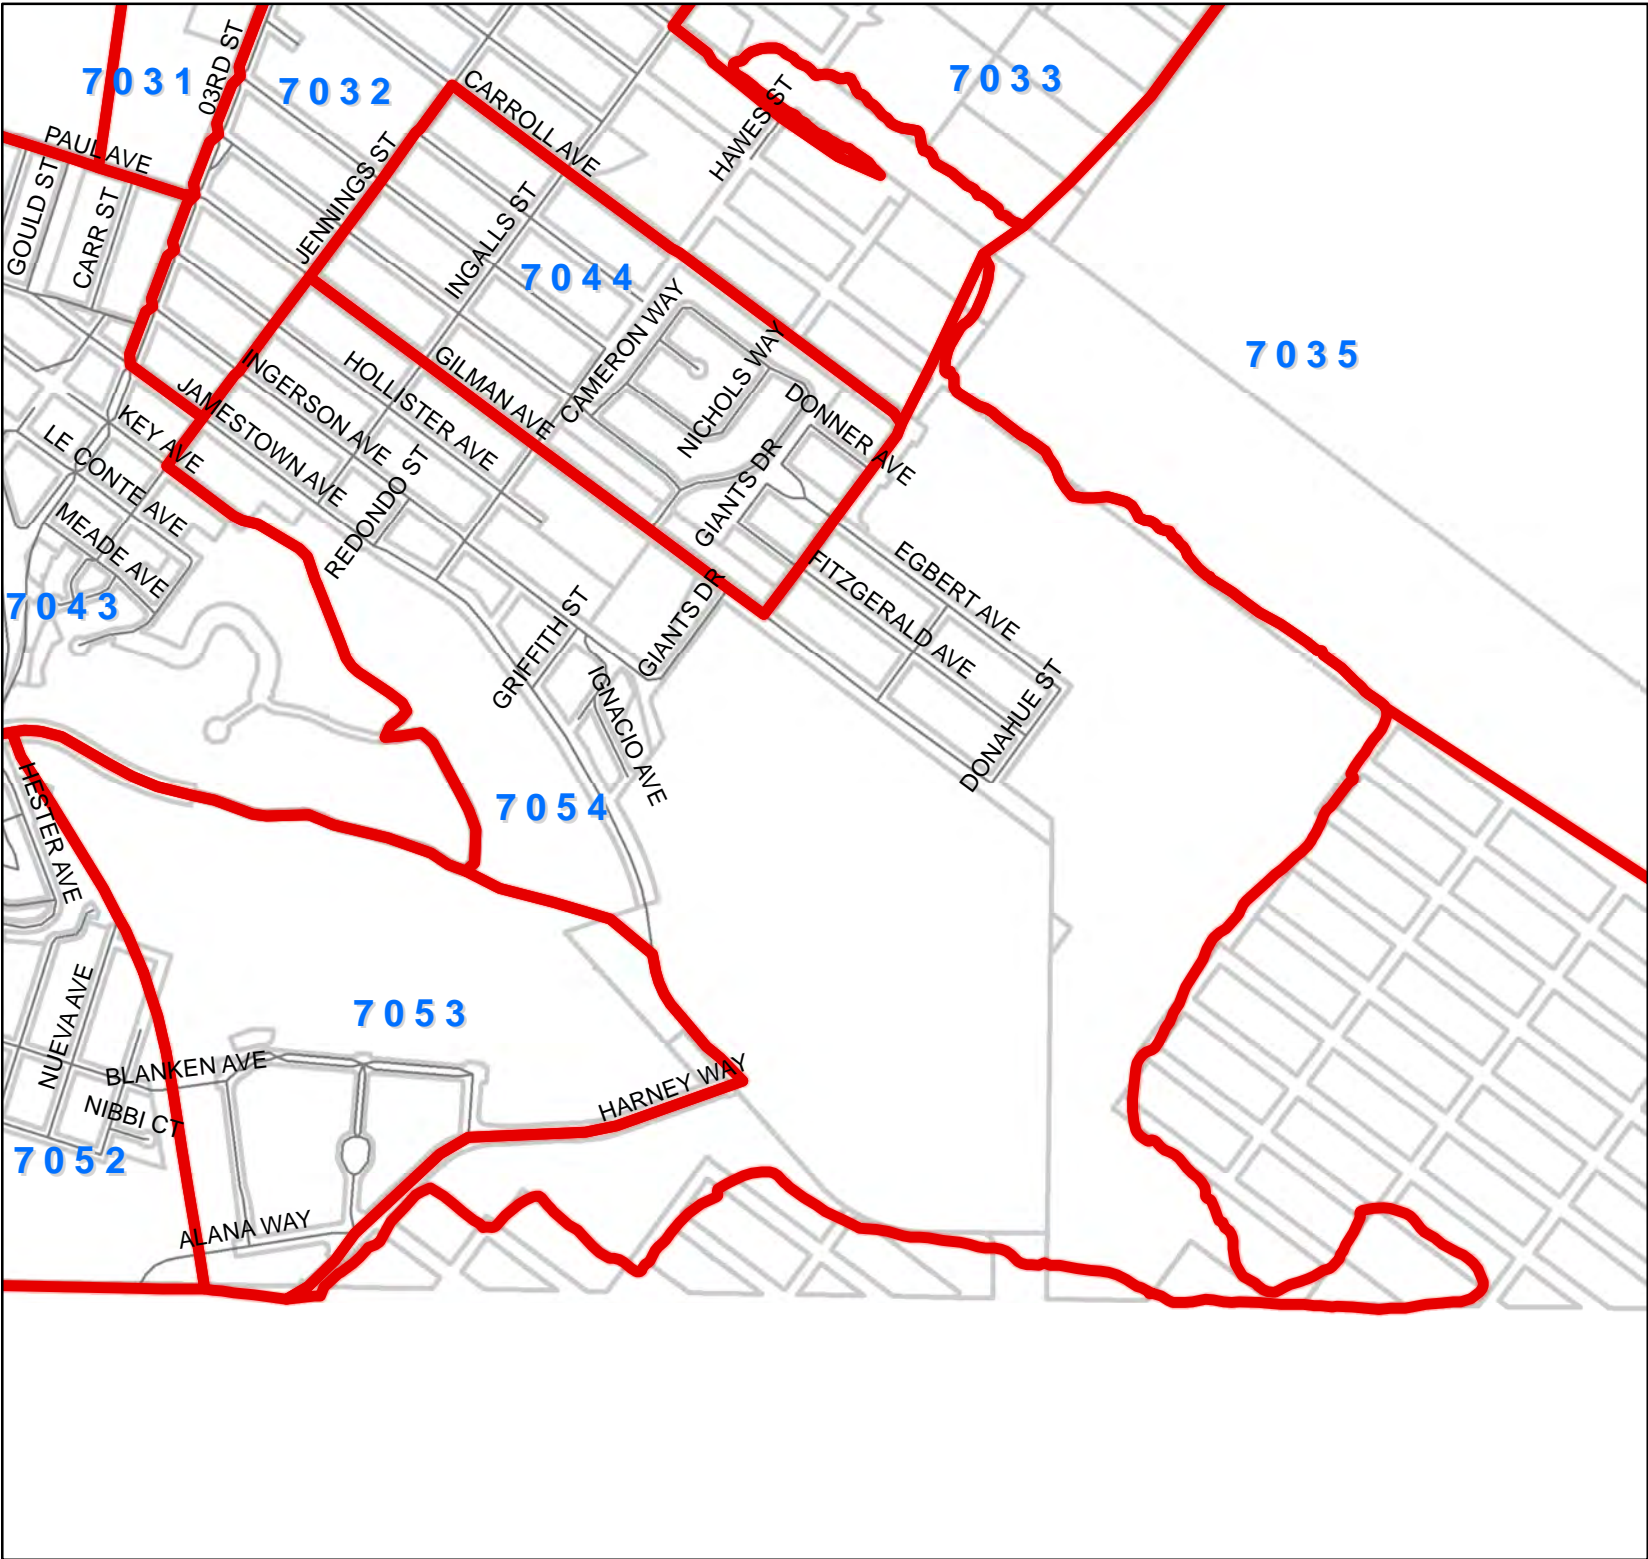 03RD ST
7031
7032
CARROLL AVE
HAWES ST
7033
PAUL AVE
GOULD ST
CARR ST
JENNINGS ST
INGALLS ST
7044
CAMERON WAY
NICHOLS WAY
7035
INGERSON AVE
HOLLISTER AVE
GILMAN AVE
DONNER AVE
JAMESTOWN AVE
KEY AVE
LE CONTE AVE
REDONDO ST
GIANTS DR
MEADE AVE
7043
GRIFFITH ST
GIANTS DR
FITZGERALD AVE
EGBERT AVE
IGNACIO AVE
DONAHUE ST
HESTER AVE
7054
7053
NUEVA AVE
BLANKEN AVE
NIBBI CT
HARNEY WAY
7052
ALANA WAY